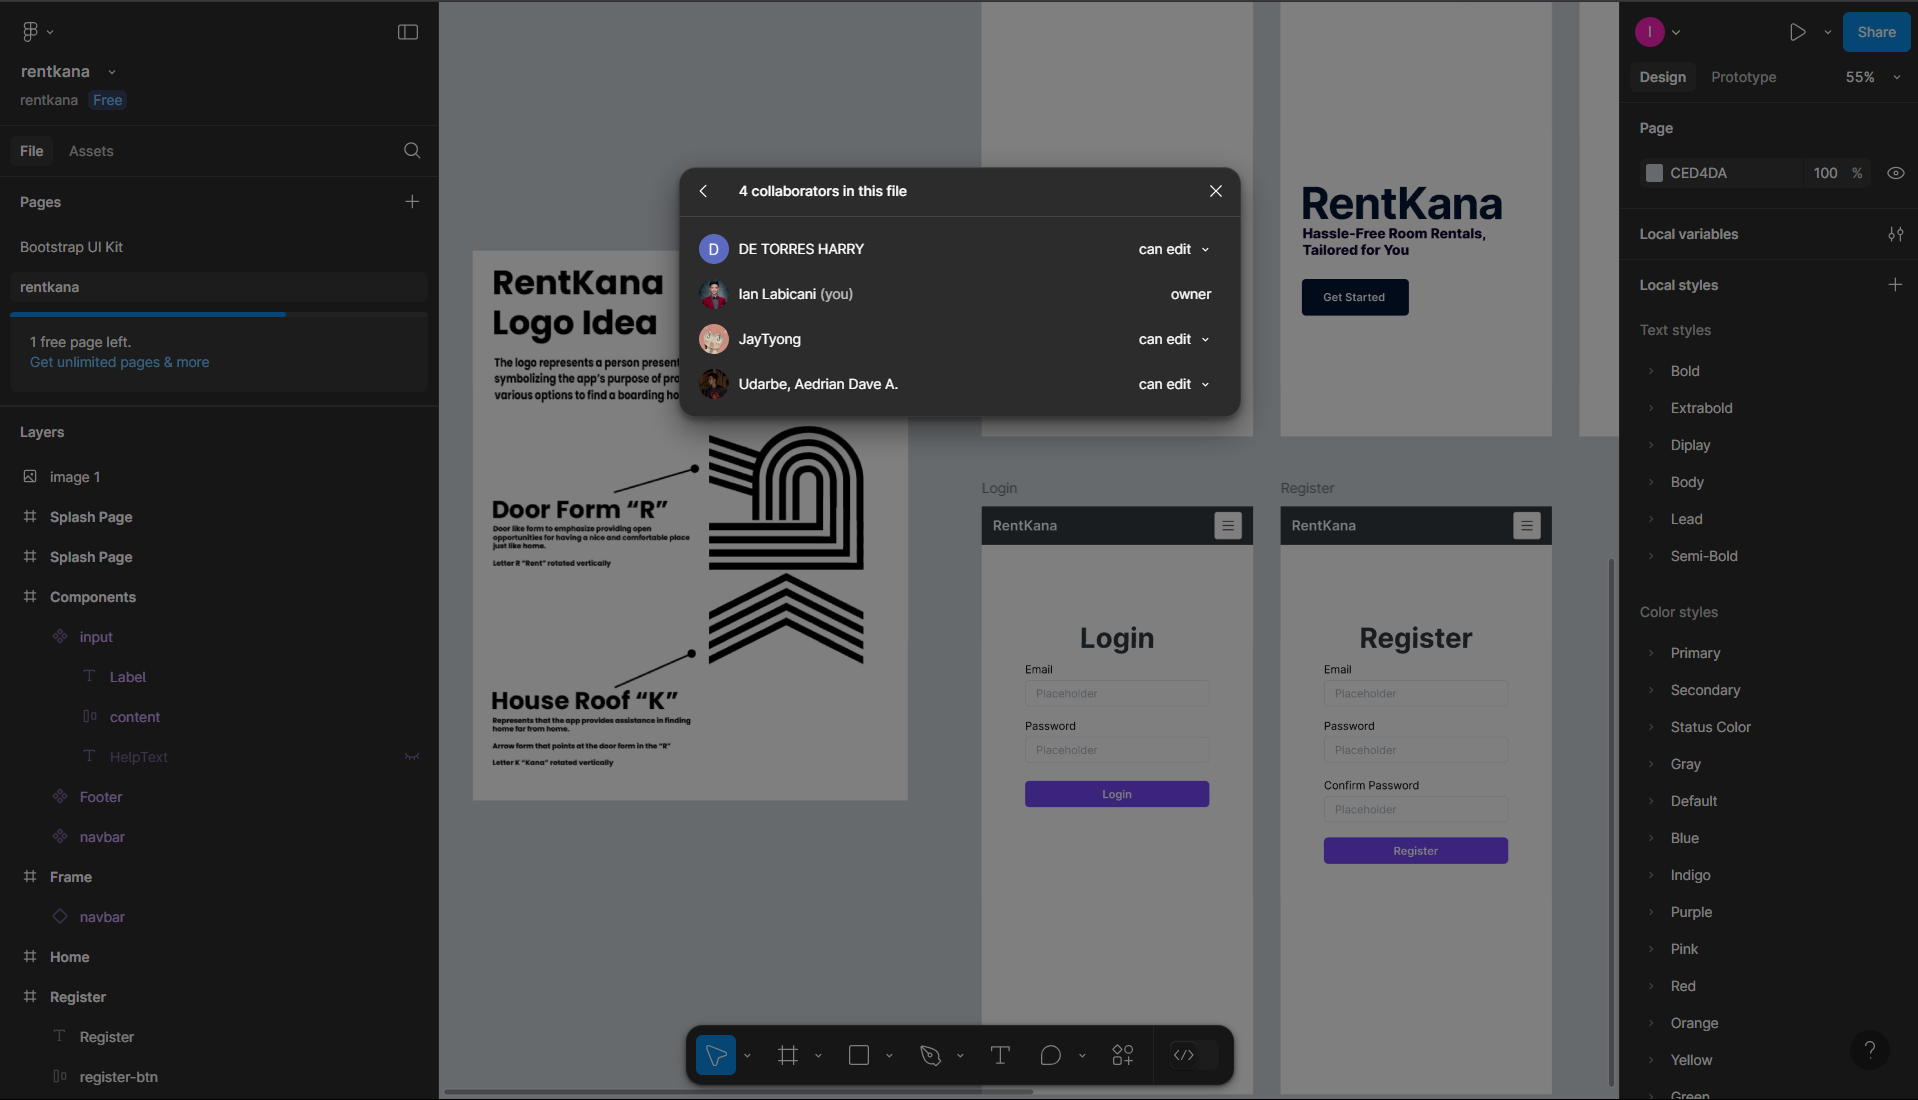 rentkana
rentkana Free
File Assets
Pages
Bootstrap UI Kit
rentkana
1 free page left.
Get unlimited pages & more
Layers
image 1
Splash Page
Splash Page
Components
input
Label
content
HelpText
Footer
navbar
Frame
navbar
Home
Register
Register
register-btn
RentKana
Logo Idea
The logo represents a person present
symbolizing the app's purpose of pro
various options to find a boarding ho
Door Form “R”
Door like form to emphasize providing open
opportunities for having a nice and comfortable place
just like home.
Letter R “Rent” rotated vertically
House Roof “K”
Represents that the app provides assistance in finding
home far from home.
Arrow form that points at the door form in the “R”
Letter K “Kana” rotated vertically
4 collaborators in this file
D DE TORRES HARRY can edit
Ian Labicani (you) owner
JayTyong can edit
Udarbe, Aedrian Dave A. can edit
RentKana
Hassle-Free Room Rentals,
Tailored for You
Get Started
Login
RentKana
Login
Email
Placeholder
Password
Placeholder
Login
Register
RentKana
Register
Email
Placeholder
Password
Placeholder
Confirm Password
Placeholder
Register
I
Share
Design Prototype 55%
Page
CED4DA 100 %
Local variables
Local styles
Text styles
Bold
Extrabold
Diplay
Body
Lead
Semi-Bold
Color styles
Primary
Secondary
Status Color
Gray
Default
Blue
Indigo
Purple
Pink
Red
Orange
Yellow
Green
?